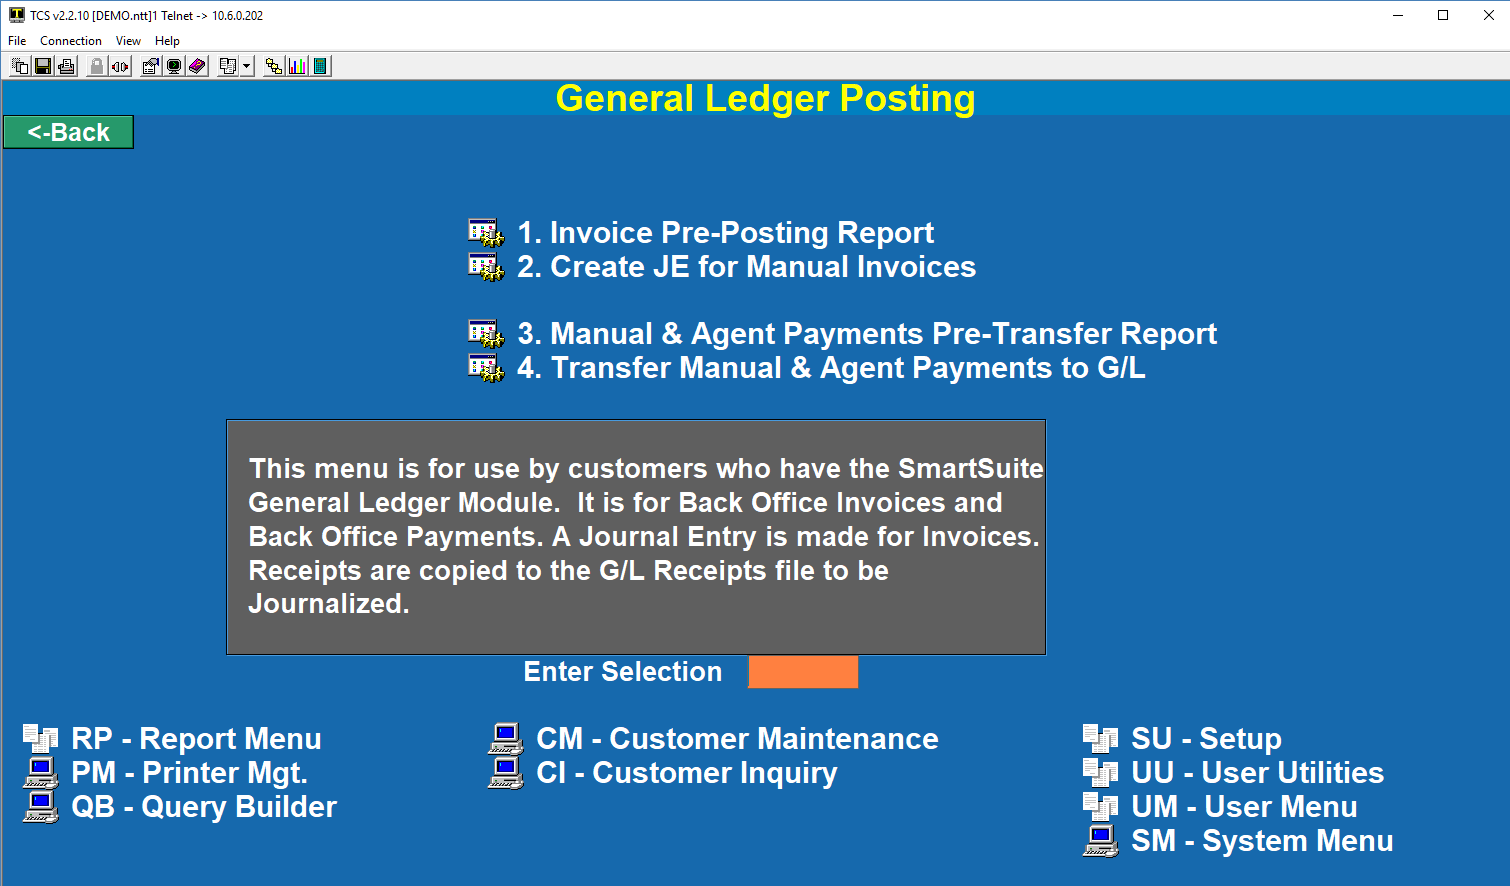 TCS v2.2.10 [DEMO.ntt]1 Telnet -> 10.6.0.202
File Connection View Help
General Ledger Posting
<-Back
1. Invoice Pre-Posting Report
2. Create JE for Manual Invoices
3. Manual & Agent Payments Pre-Transfer Report
4. Transfer Manual & Agent Payments to G/L
This menu is for use by customers who have the SmartSuite
General Ledger Module.  It is for Back Office Invoices and
Back Office Payments. A Journal Entry is made for Invoices.
Receipts are copied to the G/L Receipts file to be
Journalized.
Enter Selection
RP - Report Menu
PM - Printer Mgt.
QB - Query Builder
CM - Customer Maintenance
CI - Customer Inquiry
SU - Setup
UU - User Utilities
UM - User Menu
SM - System Menu